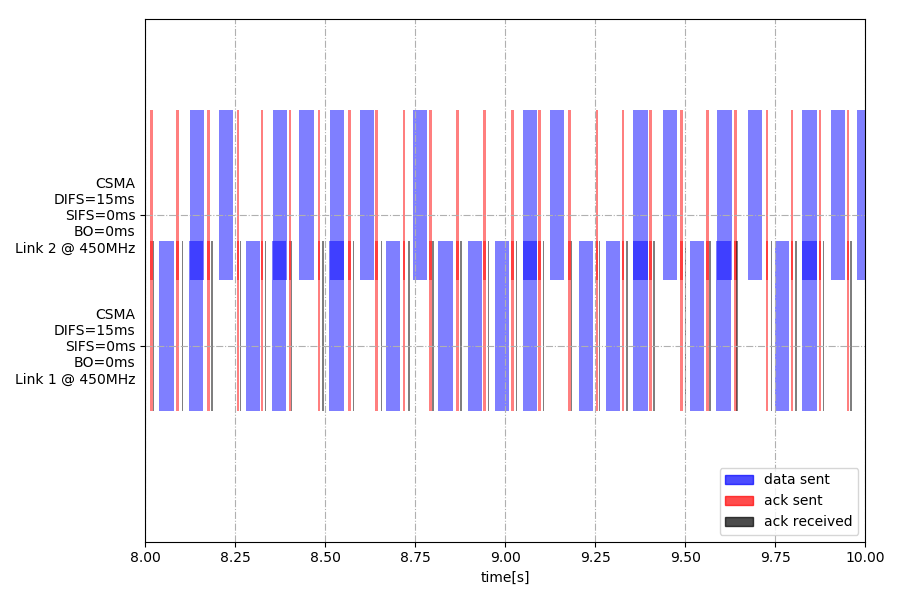 CSMA
DIFS=15ms
SIFS=0ms
BO=0ms
Link 2 @ 450MHz
CSMA
DIFS=15ms
SIFS=0ms
BO=0ms
Link 1 @ 450MHz
data sent
ack sent
ack received
8.00 8.25 8.50 8.75 9.00 9.25 9.50 9.75 10.00
time[s]